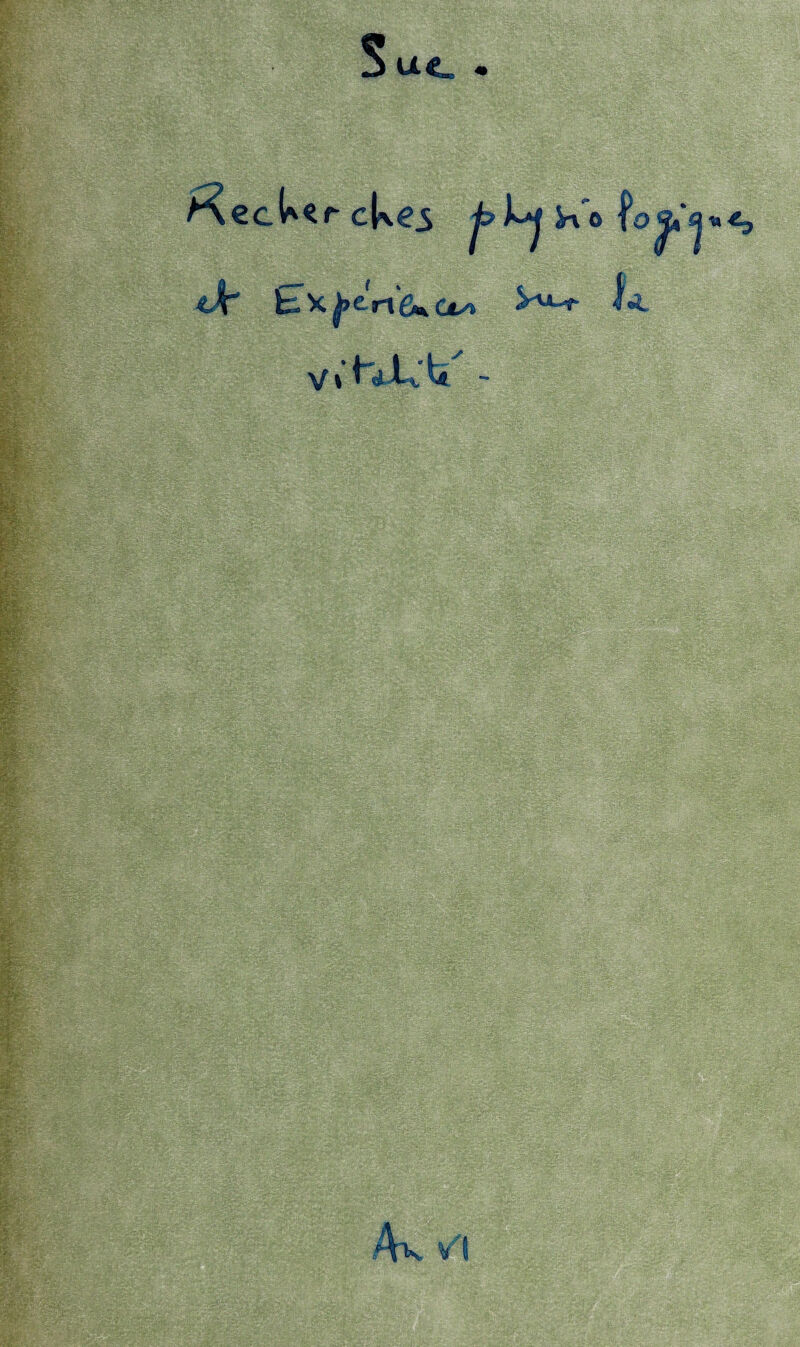 Sue.
Recherches physiologiques
et Expériences sur la
vitalité -
An VI